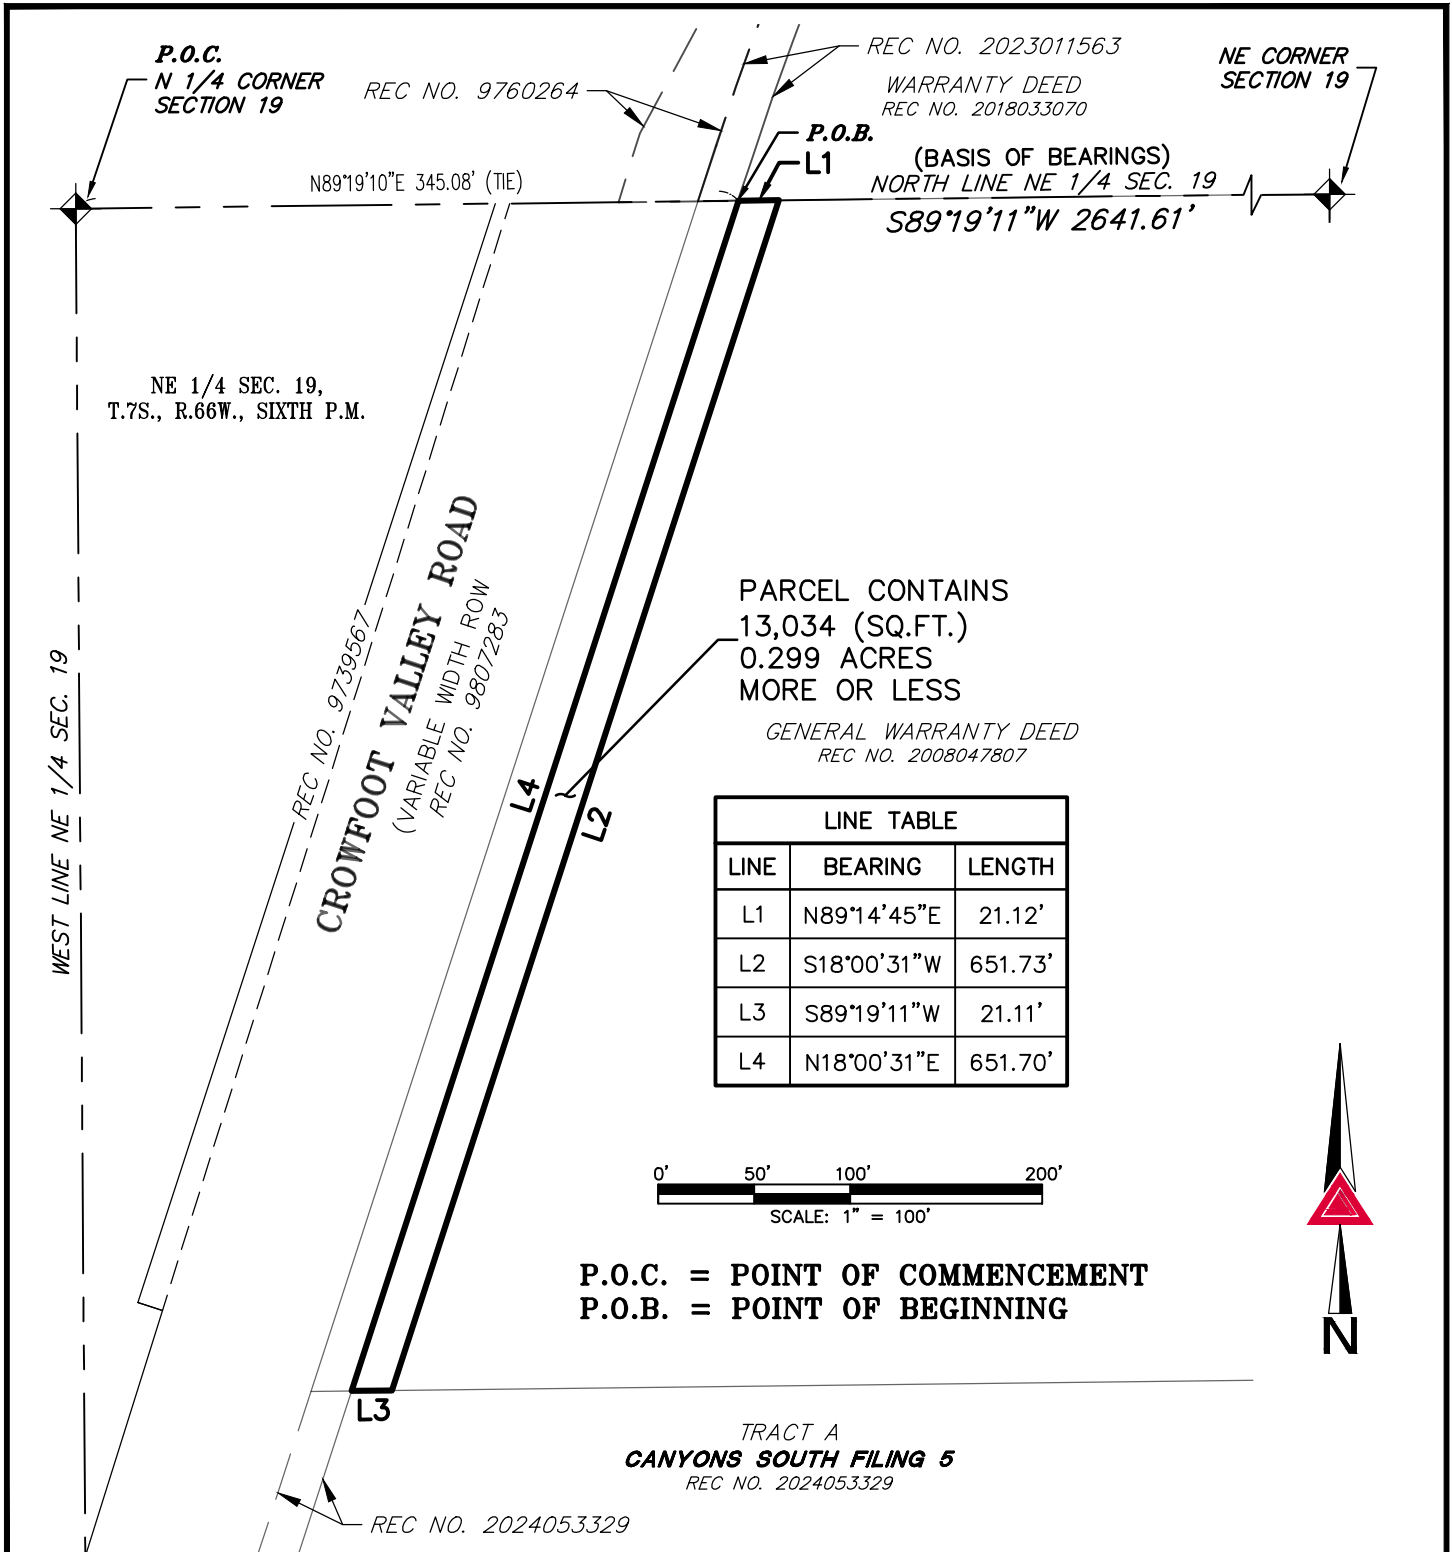 P.O.C.
N 1/4 CORNER
SECTION 19
REC NO. 9760264
REC NO. 2023011563
WARRANTY DEED
REC NO. 2018033070
NE CORNER
SECTION 19
P.O.B.
L1
(BASIS OF BEARINGS)
NORTH LINE NE 1/4 SEC. 19
S89°19'11"W 2641.61'
N89°19'10"E 345.08' (TIE)
NE 1/4 SEC. 19,
T.7S., R.66W., SIXTH P.M.
WEST LINE NE 1/4 SEC. 19
REC NO. 9739567
CROWFOOT VALLEY ROAD
(VARIABLE WIDTH ROW
REC NO. 9807283
L4
L2
PARCEL CONTAINS
13,034 (SQ.FT.)
0.299 ACRES
MORE OR LESS
GENERAL WARRANTY DEED
REC NO. 2008047807
LINE TABLE
LINE BEARING LENGTH
L1 N89°14'45"E 21.12'
L2 S18°00'31"W 651.73'
L3 S89°19'11"W 21.11'
L4 N18°00'31"E 651.70'
0' 50' 100' 200'
SCALE: 1" = 100'
P.O.C. = POINT OF COMMENCEMENT
P.O.B. = POINT OF BEGINNING
N
L3
TRACT A
CANYONS SOUTH FILING 5
REC NO. 2024053329
REC NO. 2024053329